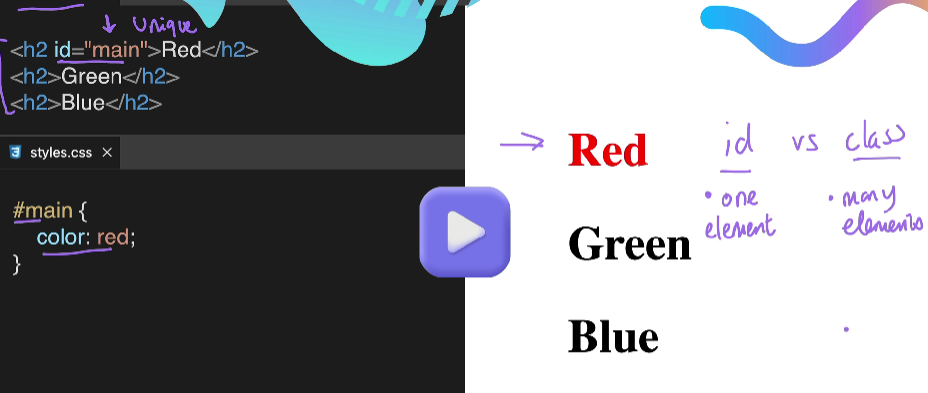 ↓ Unique
<h2 id="main">Red</h2>
<h2>Green</h2>
<h2>Blue</h2>
styles.css ×
#main {
color: red;
}
→ Red
Green
Blue
id vs class
• one element
• many elements